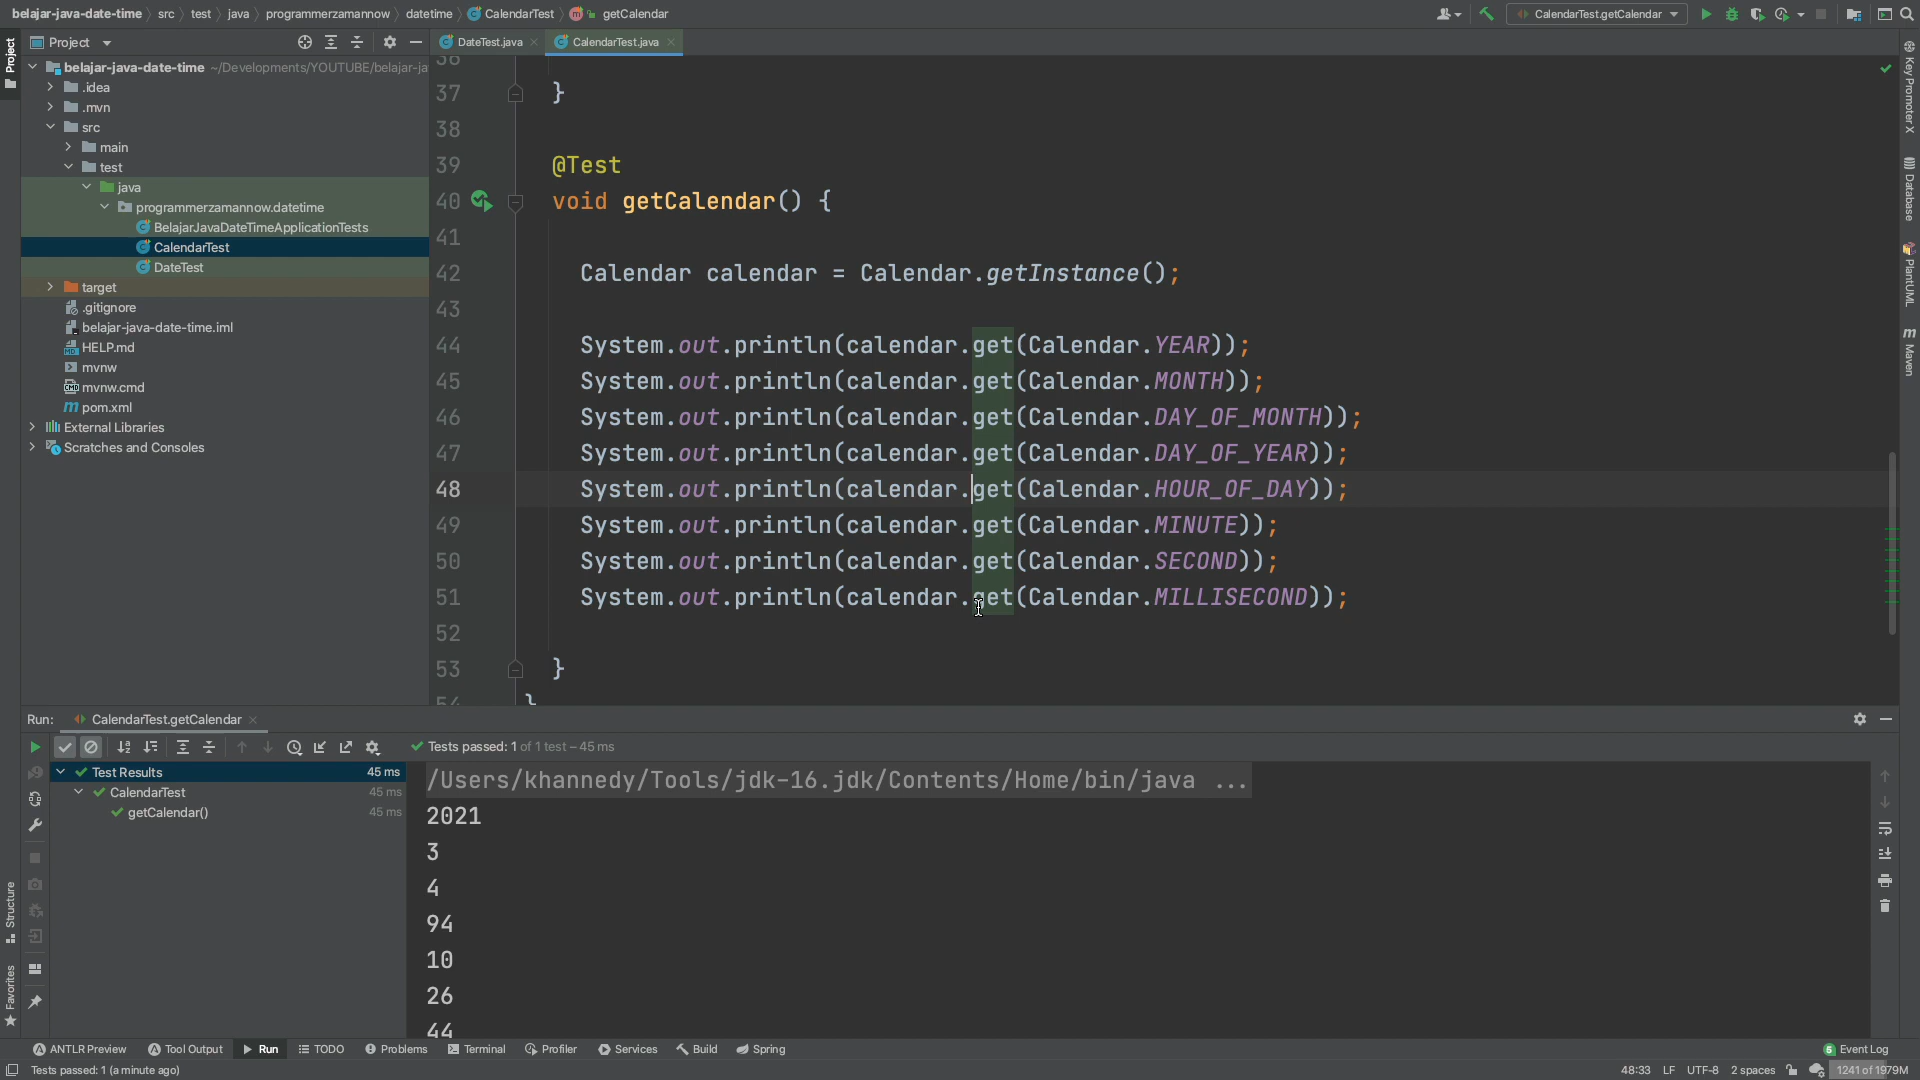 belajar-java-date-time src test java programmerzamannow datetime CalendarTest getCalendar
CalendarTest.getCalendar
Project
DateTest.java
CalendarTest.java
belajar-java-date-time ~/Developments/YOUTUBE/belajar-ja
.idea
.mvn
src
main
test
java
programmerzamannow.datetime
BelajarJavaDateTimeApplicationTests
CalendarTest
DateTest
target
.gitignore
belajar-java-date-time.iml
HELP.md
mvnw
mvnw.cmd
pom.xml
External Libraries
Scratches and Consoles
36
37 }
38
39 @Test
40 void getCalendar() {
41
42 Calendar calendar = Calendar.getInstance();
43
44 System.out.println(calendar.get(Calendar.YEAR));
45 System.out.println(calendar.get(Calendar.MONTH));
46 System.out.println(calendar.get(Calendar.DAY_OF_MONTH));
47 System.out.println(calendar.get(Calendar.DAY_OF_YEAR));
48 System.out.println(calendar.get(Calendar.HOUR_OF_DAY));
49 System.out.println(calendar.get(Calendar.MINUTE));
50 System.out.println(calendar.get(Calendar.SECOND));
51 System.out.println(calendar.get(Calendar.MILLISECOND));
52
53 }
54 }
Project
Structure
Favorites
Key Promoter X
Database
PlantUML
Maven
Run: CalendarTest.getCalendar
Tests passed: 1 of 1 test – 45 ms
Test Results 45 ms
CalendarTest 45 ms
getCalendar() 45 ms
/Users/khannedy/Tools/jdk-16.jdk/Contents/Home/bin/java ...
2021
3
4
94
10
26
44
ANTLR Preview Tool Output Run TODO Problems Terminal Profiler Services Build Spring
5 Event Log
Tests passed: 1 (a minute ago)
48:33 LF UTF-8 2 spaces 1241 of 1979M